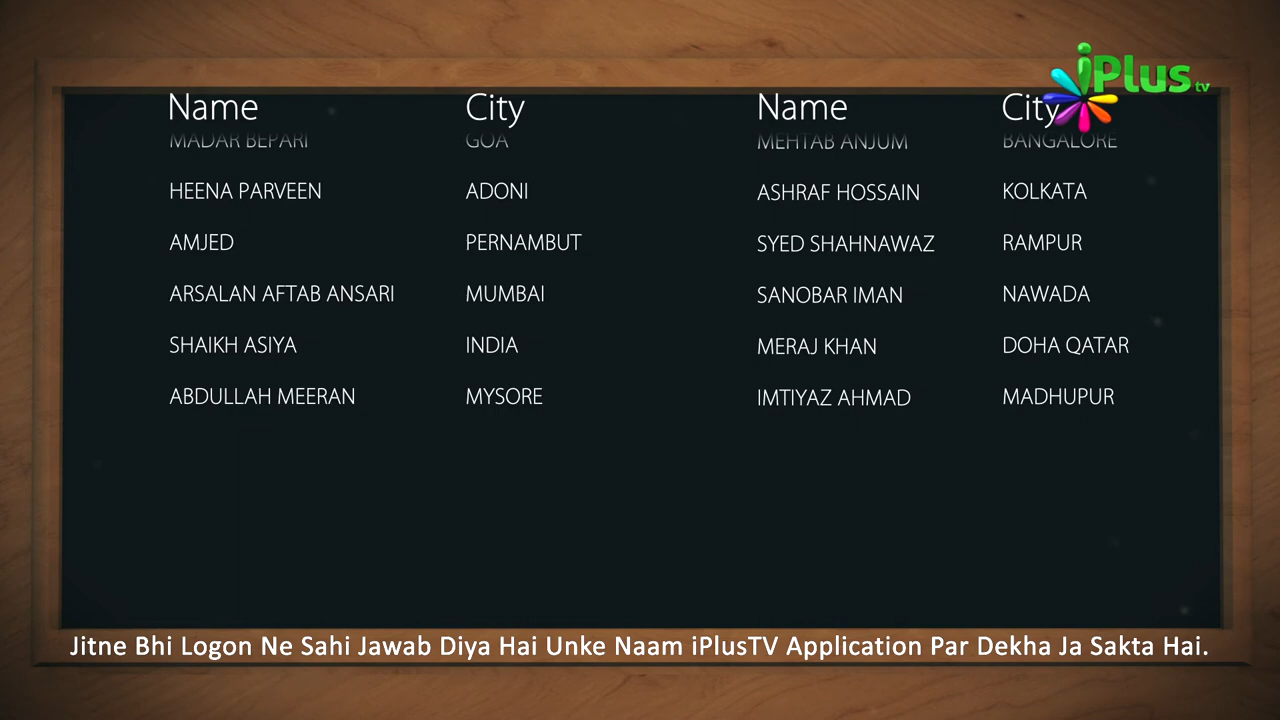 iPlus tv
Name City Name City
MADAR BEPARI GOA MEHTAB ANJUM BANGALORE
HEENA PARVEEN ADONI ASHRAF HOSSAIN KOLKATA
AMJED PERNAMBUT SYED SHAHNAWAZ RAMPUR
ARSALAN AFTAB ANSARI MUMBAI SANOBAR IMAN NAWADA
SHAIKH ASIYA INDIA MERAJ KHAN DOHA QATAR
ABDULLAH MEERAN MYSORE IMTIYAZ AHMAD MADHUPUR
Jitne Bhi Logon Ne Sahi Jawab Diya Hai Unke Naam iPlusTV Application Par Dekha Ja Sakta Hai.